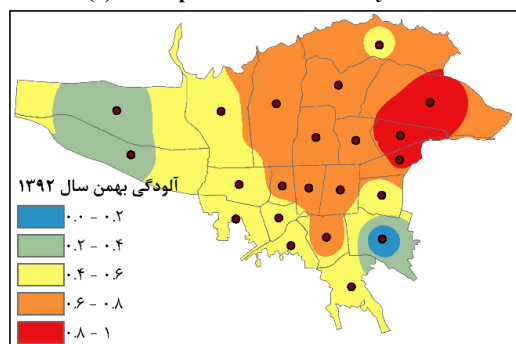 آلودگی بهمن سال ۱۳۹۲
۰.۰ - ۰.۲
۰.۲ - ۰.۴
۰.۴ - ۰.۶
۰.۶ - ۰.۸
۰.۸ - ۱